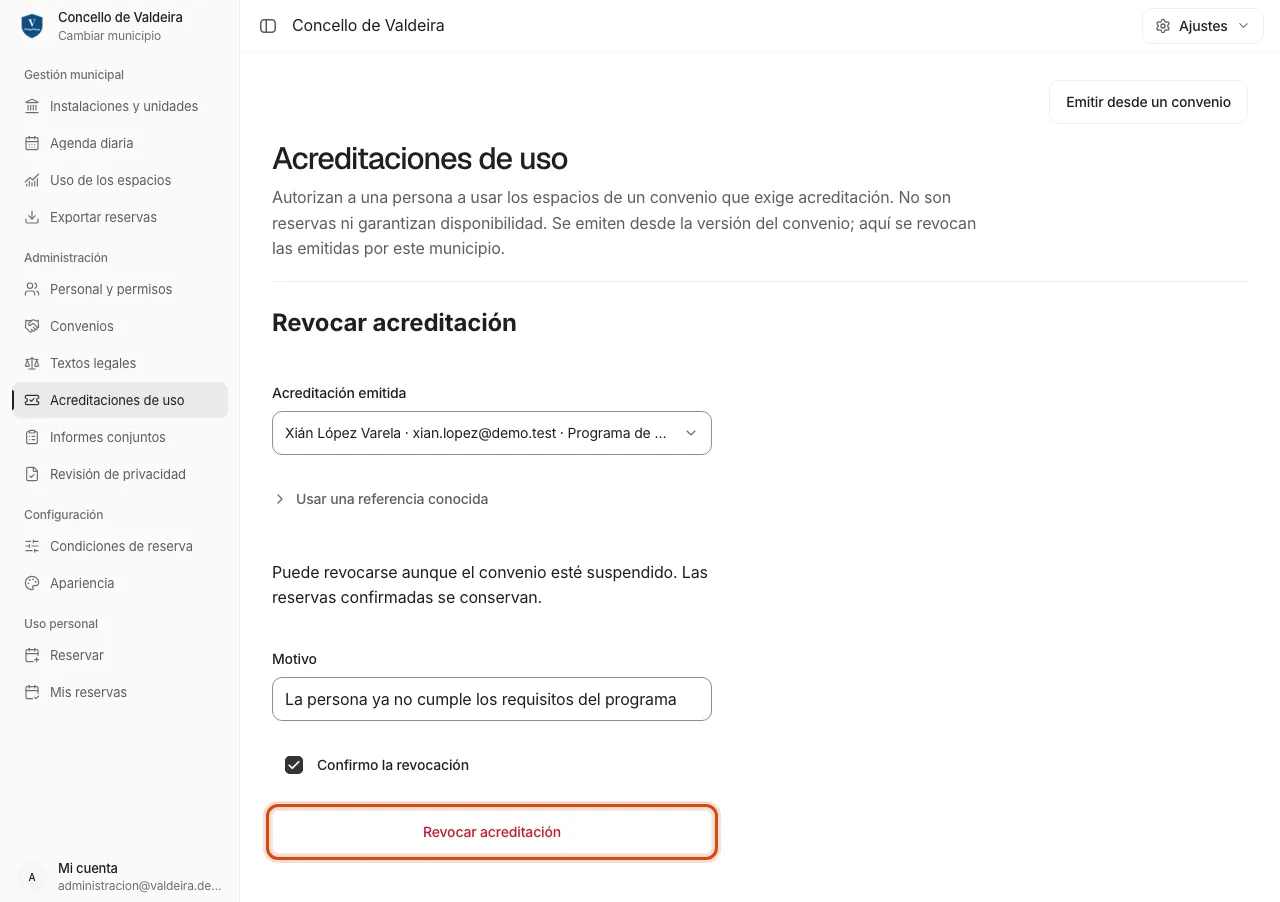 Concello de Valdeira
Cambiar municipio
Gestión municipal
Instalaciones y unidades
Agenda diaria
Uso de los espacios
Exportar reservas
Administración
Personal y permisos
Convenios
Textos legales
Acreditaciones de uso
Informes conjuntos
Revisión de privacidad
Configuración
Condiciones de reserva
Apariencia
Uso personal
Reservar
Mis reservas
A
Mi cuenta
administracion@valdeira.de...
Concello de Valdeira
Ajustes
Emitir desde un convenio
Acreditaciones de uso
Autorizan a una persona a usar los espacios de un convenio que exige acreditación. No son
reservas ni garantizan disponibilidad. Se emiten desde la versión del convenio; aquí se revocan
las emitidas por este municipio.
Revocar acreditación
Acreditación emitida
Xián López Varela · xian.lopez@demo.test · Programa de ...
Usar una referencia conocida
Puede revocarse aunque el convenio esté suspendido. Las
reservas confirmadas se conservan.
Motivo
La persona ya no cumple los requisitos del programa
Confirmo la revocación
Revocar acreditación